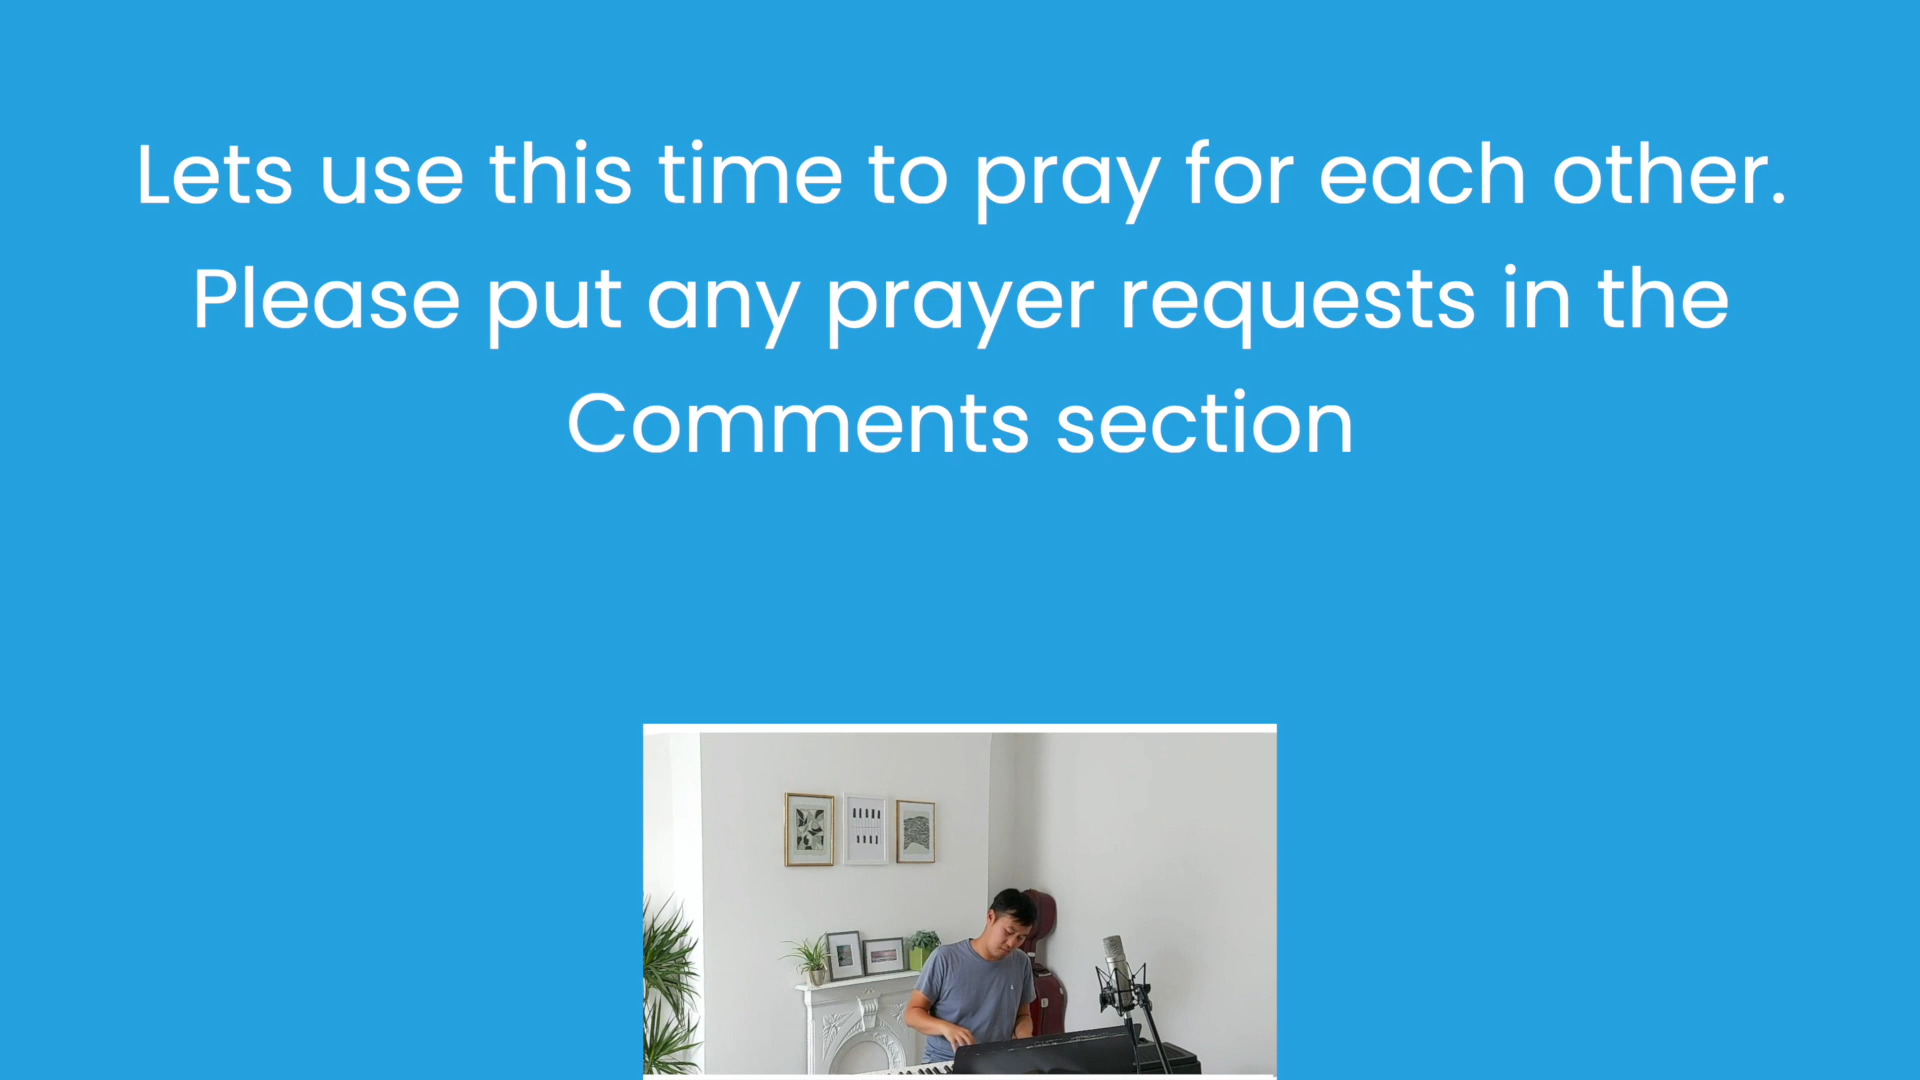 Lets use this time to pray for each other.
Please put any prayer requests in the
Comments section